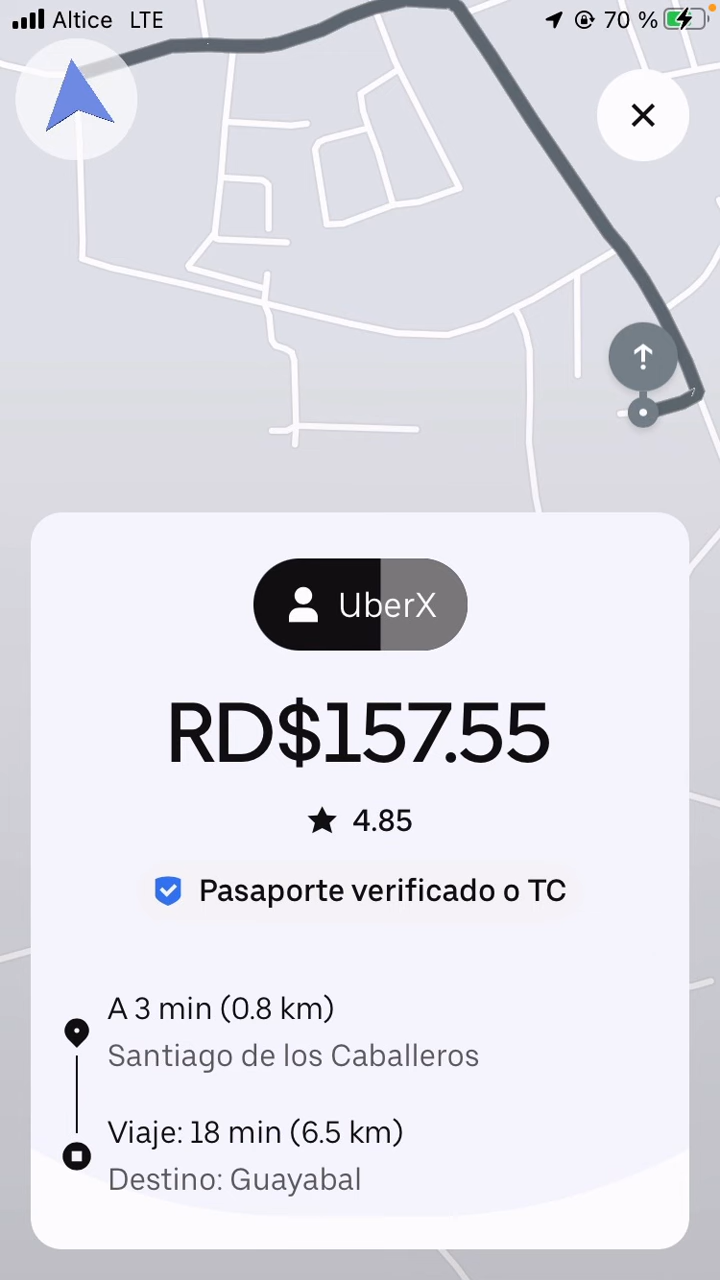 Altice LTE 70 %
UberX
RD$157.55
4.85
Pasaporte verificado o TC
A 3 min (0.8 km)
Santiago de los Caballeros
Viaje: 18 min (6.5 km)
Destino: Guayabal